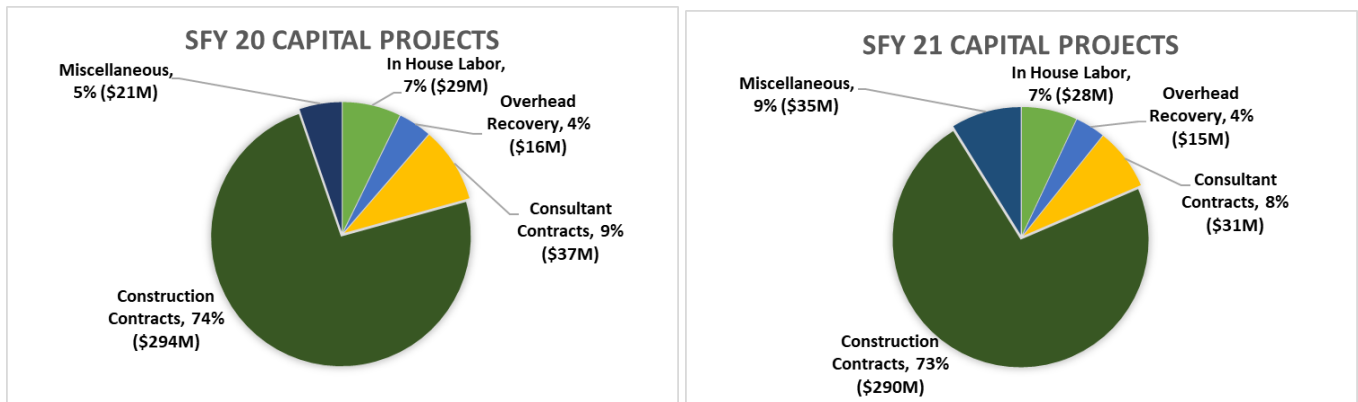 SFY 20 CAPITAL PROJECTS
Miscellaneous,
5% ($21M)
In House Labor,
7% ($29M)
Overhead
Recovery, 4%
($16M)
Consultant
Contracts, 9%
($37M)
Construction
Contracts, 74%
($294M)
SFY 21 CAPITAL PROJECTS
Miscellaneous,
9% ($35M)
In House Labor,
7% ($28M)
Overhead
Recovery, 4%
($15M)
Consultant
Contracts, 8%
($31M)
Construction
Contracts, 73%
($290M)